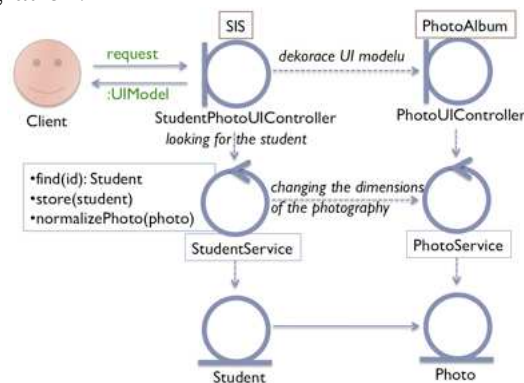 SIS
PhotoAlbum
request
dekorace UI modelu
:UIModel
Client
StudentPhotoUIController
PhotoUIController
looking for the student
•find(id): Student
•store(student)
•normalizePhoto(photo)
changing the dimensions
of the photography
StudentService
PhotoService
Student
Photo